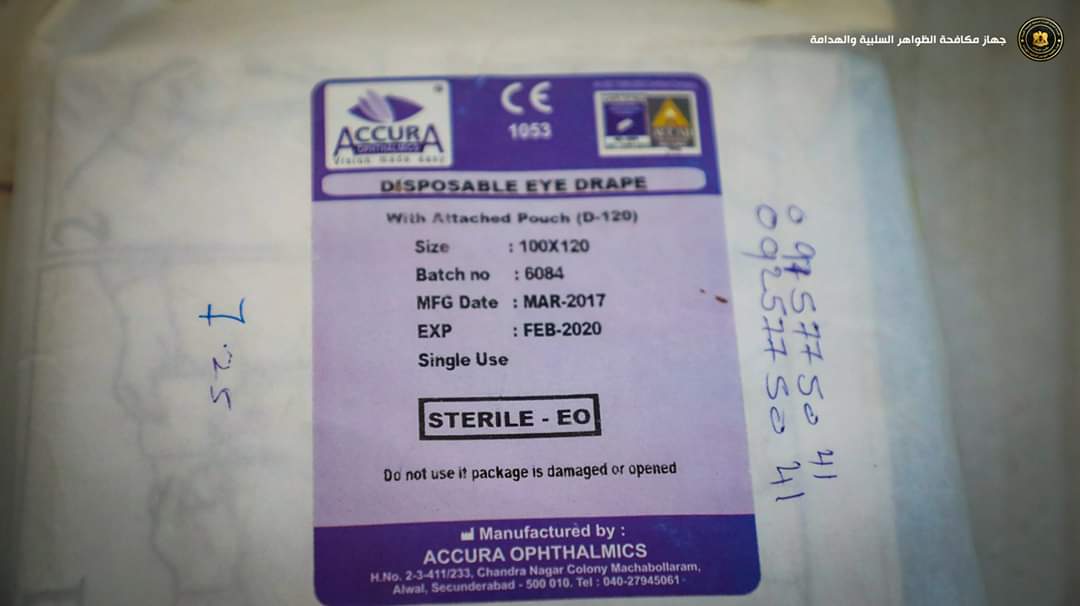 جهاز مكافحة الظواهر السلبية والهدامة
ACCURA
OPHTHALMICS
Vision made easy
CE
1053
DISPOSABLE EYE DRAPE
With Attached Pouch (D-120)
Size : 100X120
Batch no : 6084
MFG Date : MAR-2017
EXP : FEB-2020
Single Use
STERILE - EO
Do not use if package is damaged or opened
Manufactured by :
ACCURA OPHTHALMICS
H.No. 2-3-411/233, Chandra Nagar Colony Machabollaram,
Alwal, Secunderabad - 500 010. Tel : 040-27945061
0925775041